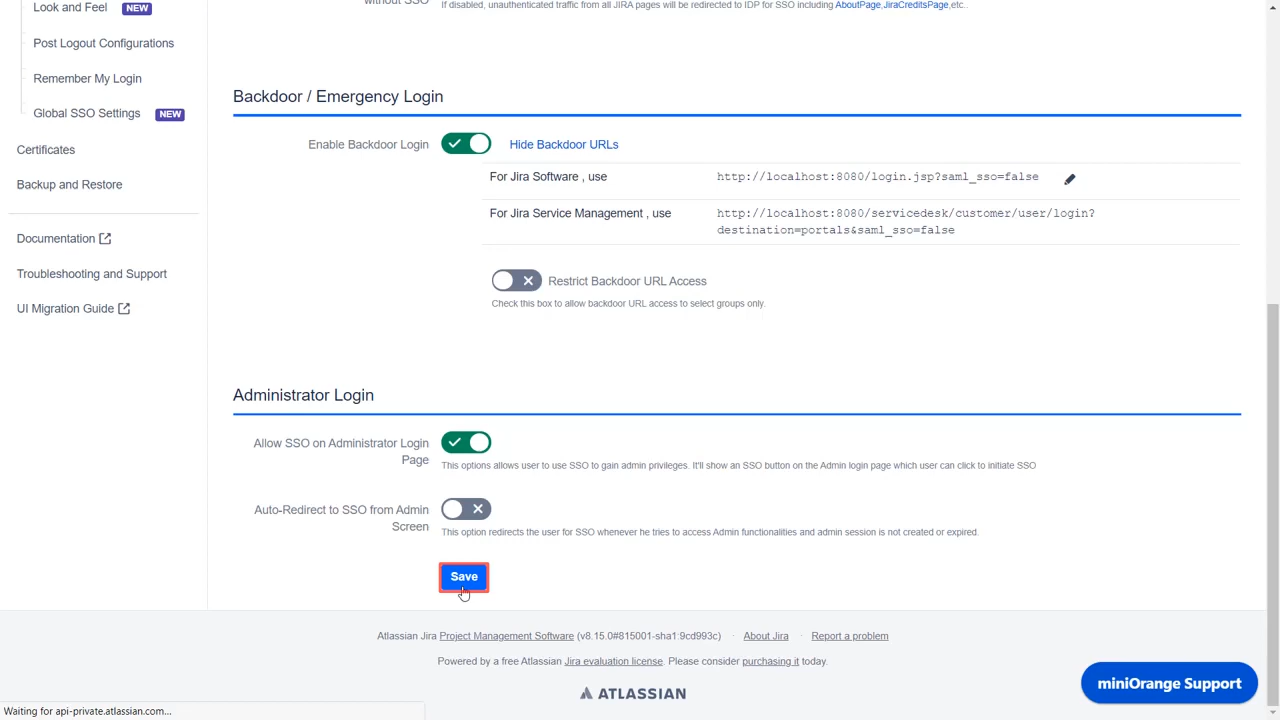 Look and Feel NEW
Post Logout Configurations
Remember My Login
Global SSO Settings NEW
Certificates
Backup and Restore
Documentation
Troubleshooting and Support
UI Migration Guide
without SSO
If disabled, unauthenticated traffic from all JIRA pages will be redirected to IDP for SSO including AboutPage,JiraCreditsPage,etc..
Backdoor / Emergency Login
Enable Backdoor Login
Hide Backdoor URLs
For Jira Software , use http://localhost:8080/login.jsp?saml_sso=false
For Jira Service Management , use http://localhost:8080/servicedesk/customer/user/login?
destination=portals&saml_sso=false
Restrict Backdoor URL Access
Check this box to allow backdoor URL access to select groups only.
Administrator Login
Allow SSO on Administrator Login
Page
This options allows user to use SSO to gain admin privileges. It'll show an SSO button on the Admin login page which user can click to initiate SSO
Auto-Redirect to SSO from Admin
Screen
This option redirects the user for SSO whenever he tries to access Admin functionalities and admin session is not created or expired.
Save
Atlassian Jira Project Management Software (v8.15.0#815001-sha1:9cd993c) · About Jira · Report a problem
Powered by a free Atlassian Jira evaluation license. Please consider purchasing it today.
ATLASSIAN
miniOrange Support
Waiting for api-private.atlassian.com...